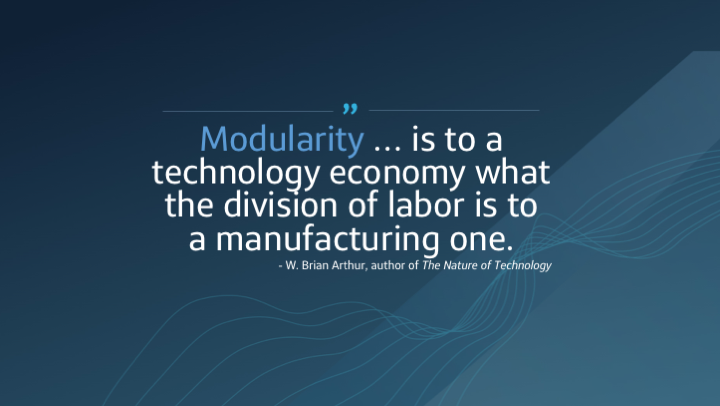 ”
Modularity ... is to a
technology economy what
the division of labor is to
a manufacturing one.
- W. Brian Arthur, author of The Nature of Technology